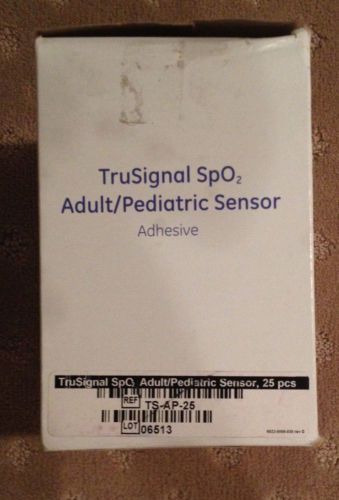 TruSignal SpO₂
Adult/Pediatric Sensor
Adhesive
TruSignal SpO₂ Adult/Pediatric Sensor, 25 pcs
REF TS-AP-25
LOT 06513